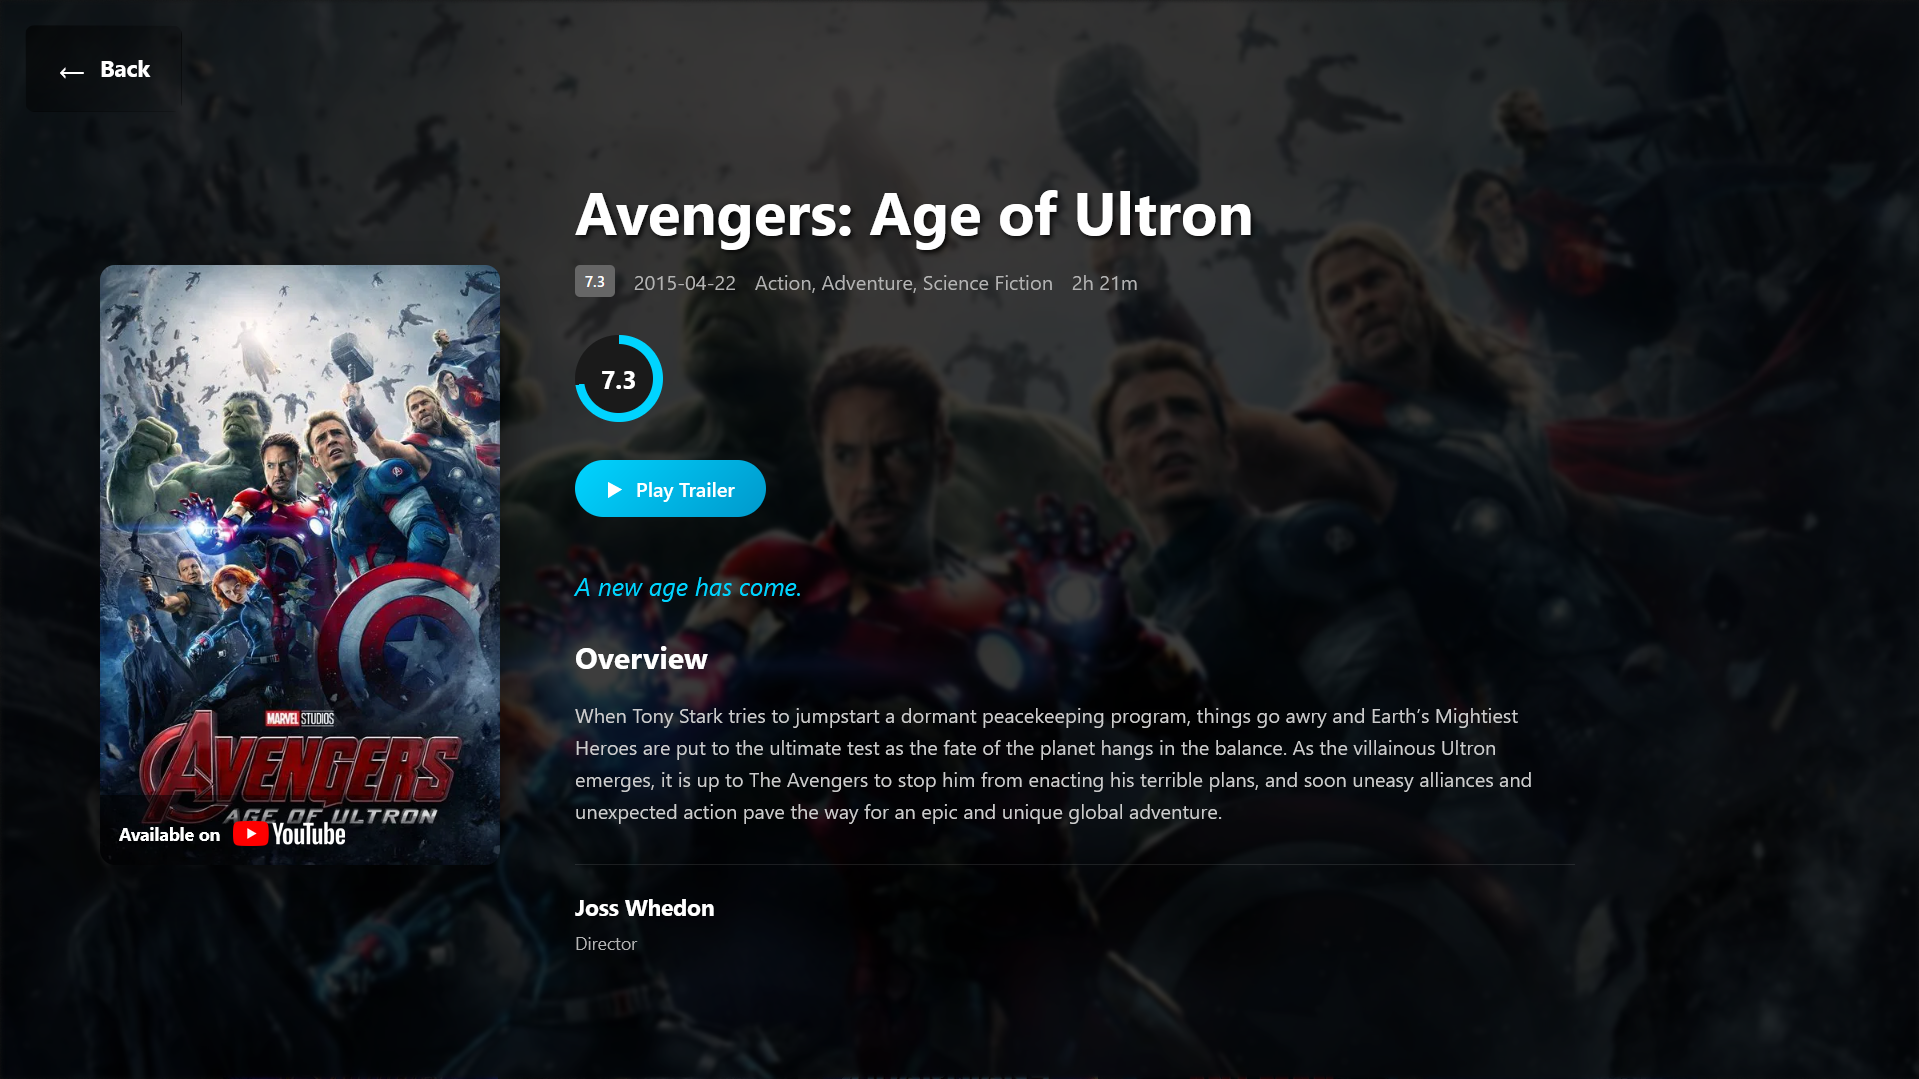 ← Back
Avengers: Age of Ultron
7.3 2015-04-22 Action, Adventure, Science Fiction 2h 21m
7.3
Play Trailer
A new age has come.
Overview
When Tony Stark tries to jumpstart a dormant peacekeeping program, things go awry and Earth’s Mightiest
Heroes are put to the ultimate test as the fate of the planet hangs in the balance. As the villainous Ultron
emerges, it is up to The Avengers to stop him from enacting his terrible plans, and soon uneasy alliances and
unexpected action pave the way for an epic and unique global adventure.
Joss Whedon
Director
MARVEL STUDIOS
AVENGERS
AGE OF ULTRON
Available on YouTube